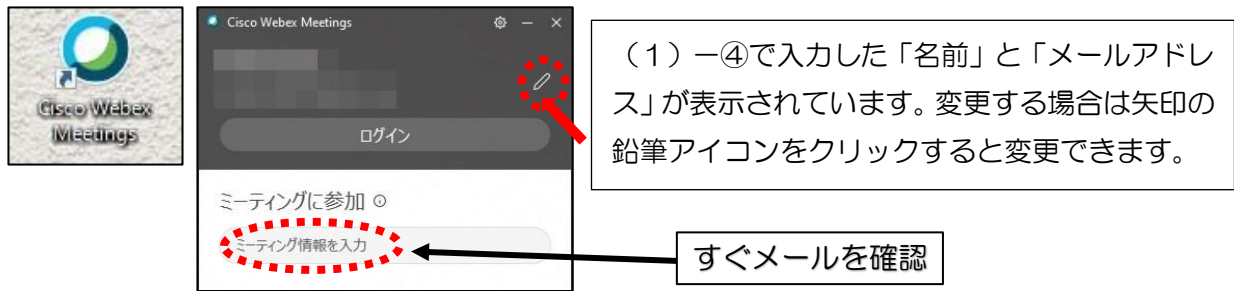 Cisco Webex Meetings
Cisco Webex
Meetings
ログイン
ミーティングに参加
ミーティング情報を入力
（１）－④で入力した「名前」と「メールアドレ
ス」が表示されています。変更する場合は矢印の
鉛筆アイコンをクリックすると変更できます。
すぐメールを確認